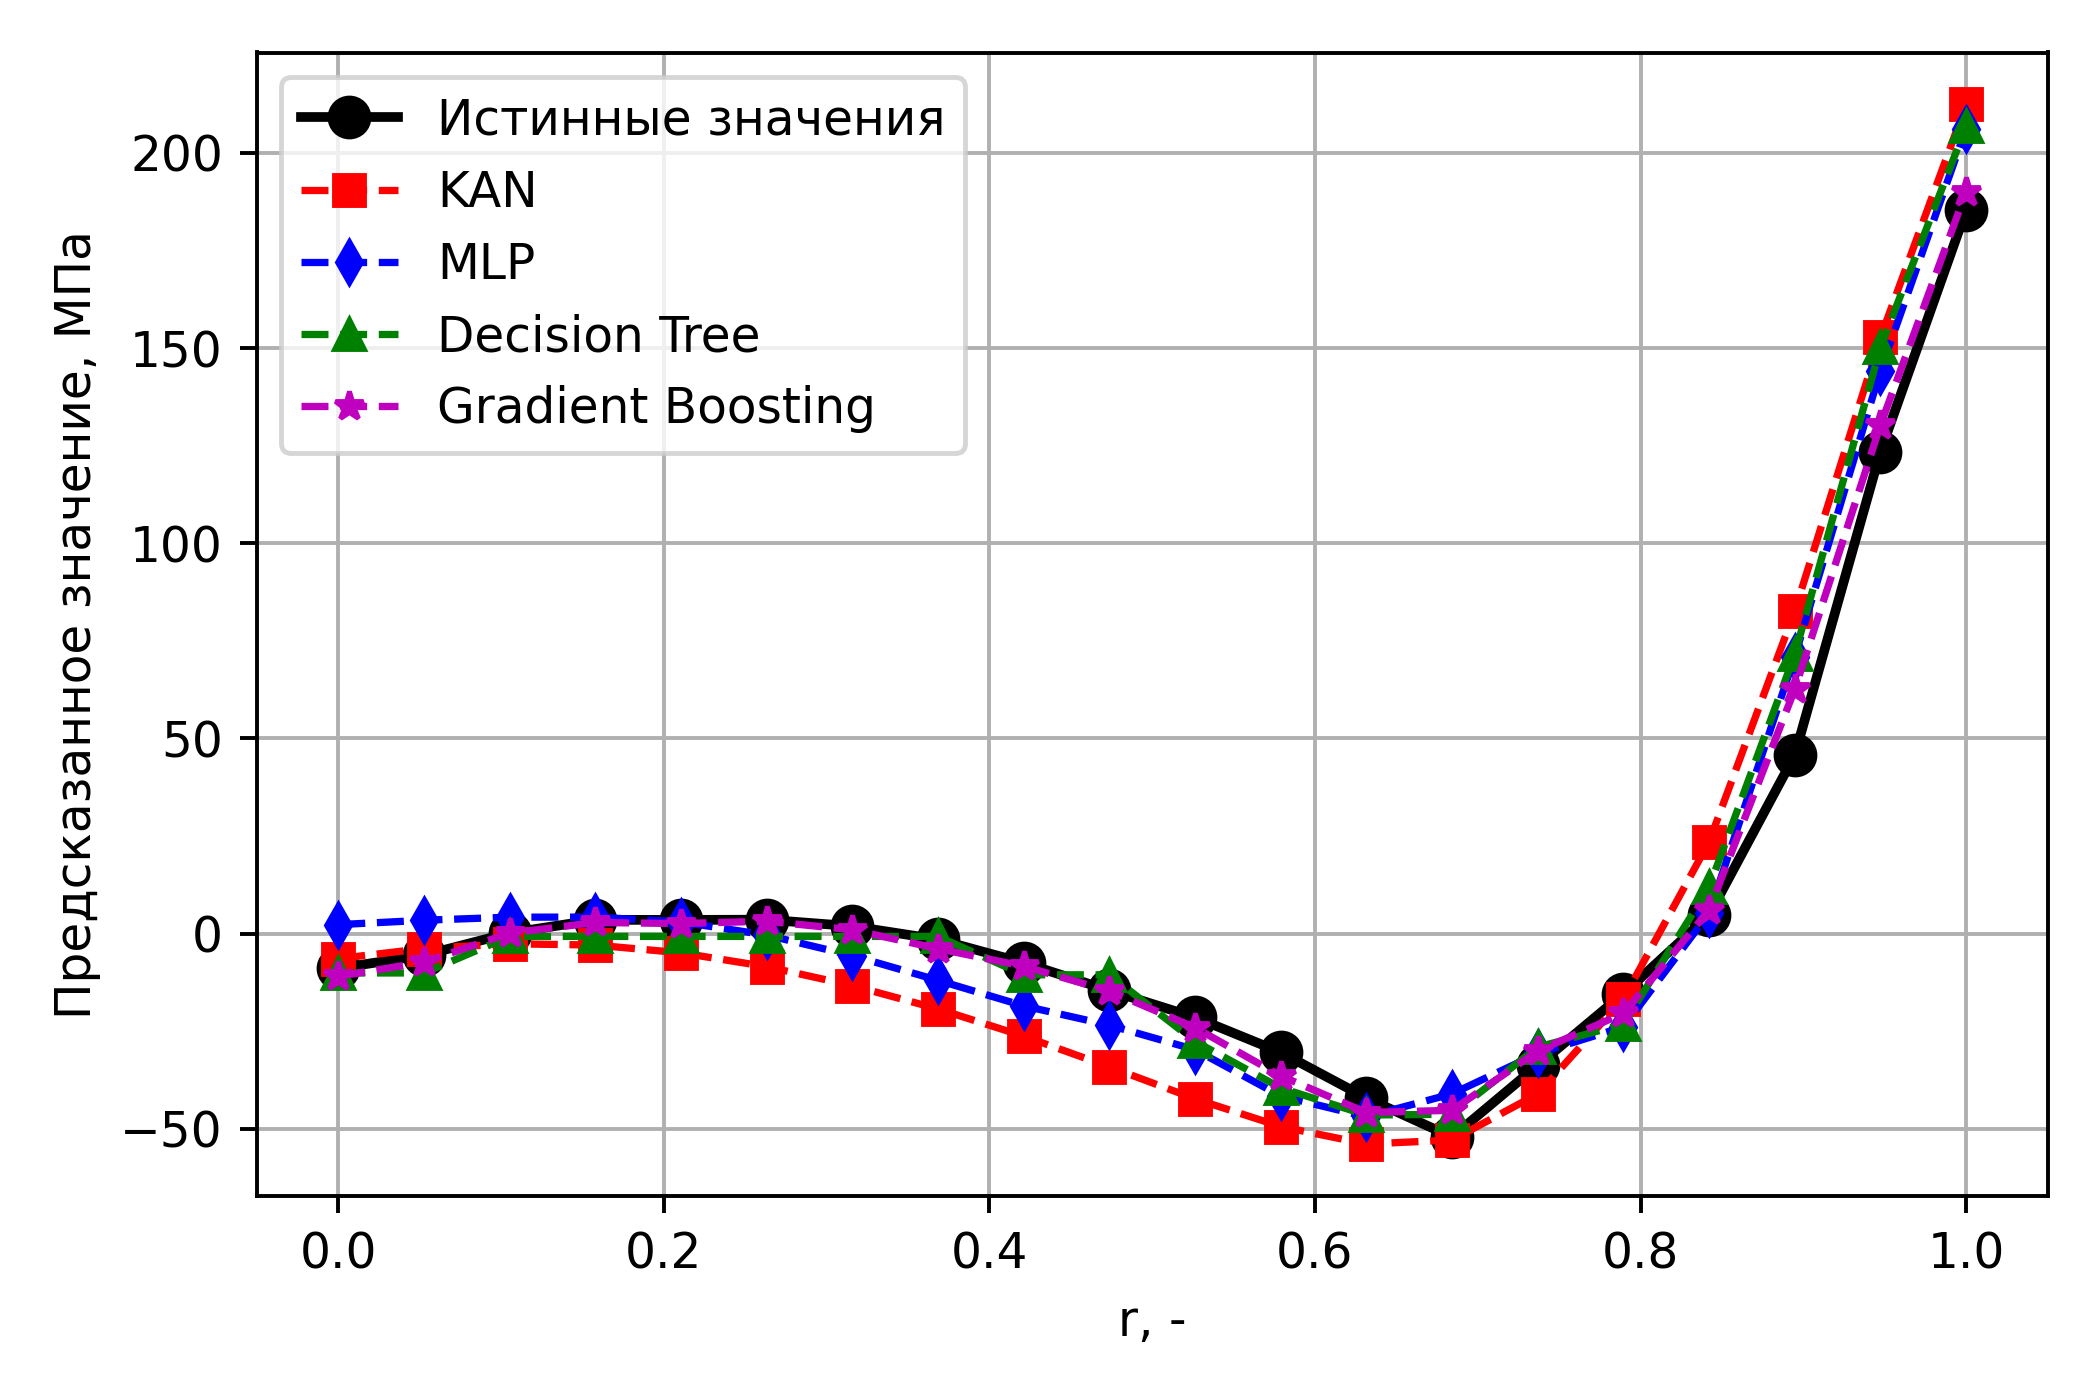 Истинные значения
KAN
MLP
Decision Tree
Gradient Boosting
Предсказанное значение, МПа
200
150
100
50
0
−50
0.0 0.2 0.4 0.6 0.8 1.0
r, -